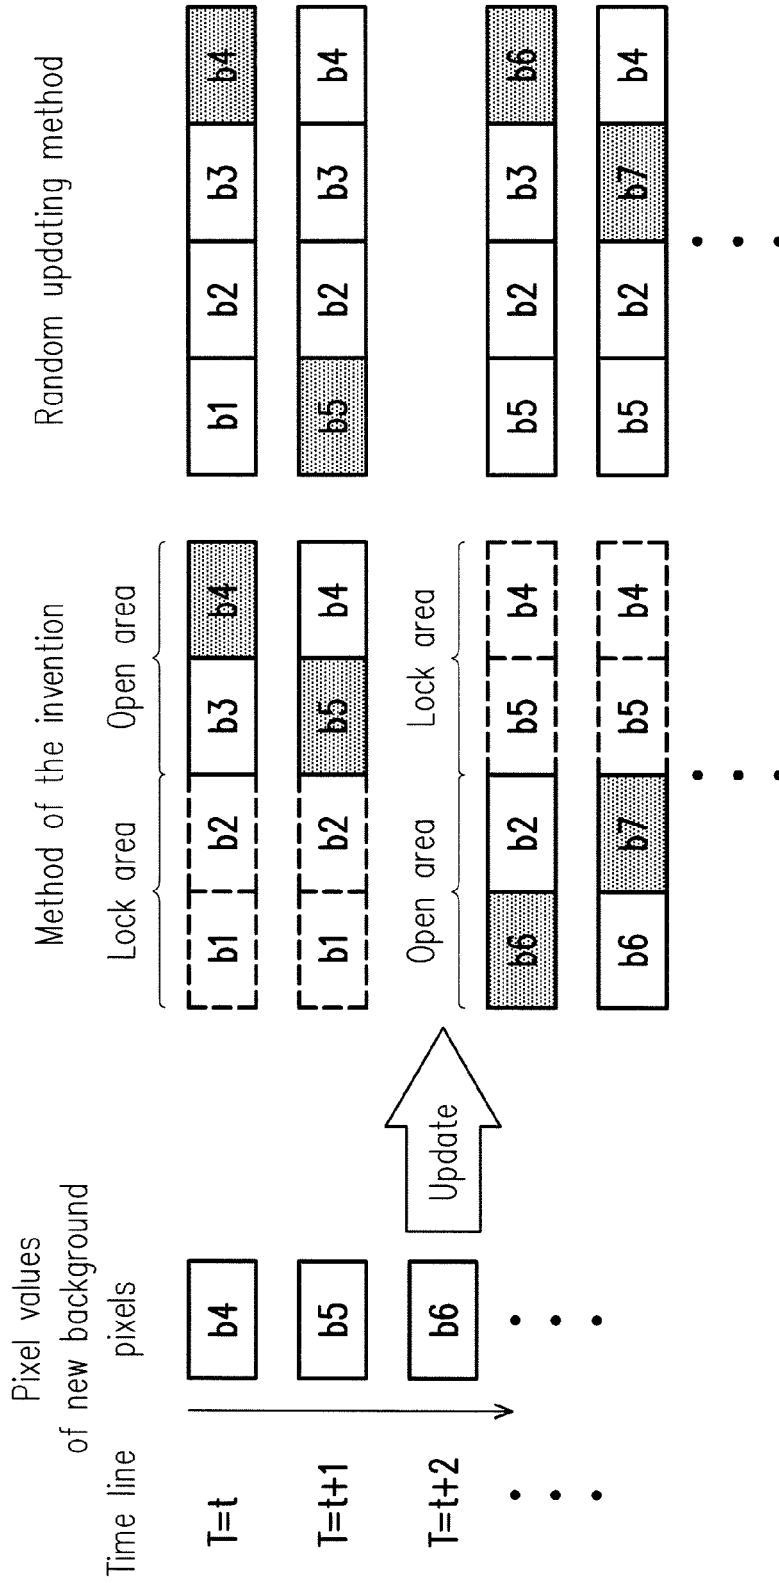 Time line
Pixel values
of new background
pixels
Method of the invention
Random updating method
Lock area
Open area
T=t
b4
b1
b2
b3
b4
b1
b2
b3
b4
T=t+1
b5
b1
b2
b5
b4
b5
b2
b3
b4
Open area
Lock area
T=t+2
b6
Update
b6
b2
b5
b4
b5
b2
b3
b6
b6
b7
b5
b4
b5
b2
b7
b4